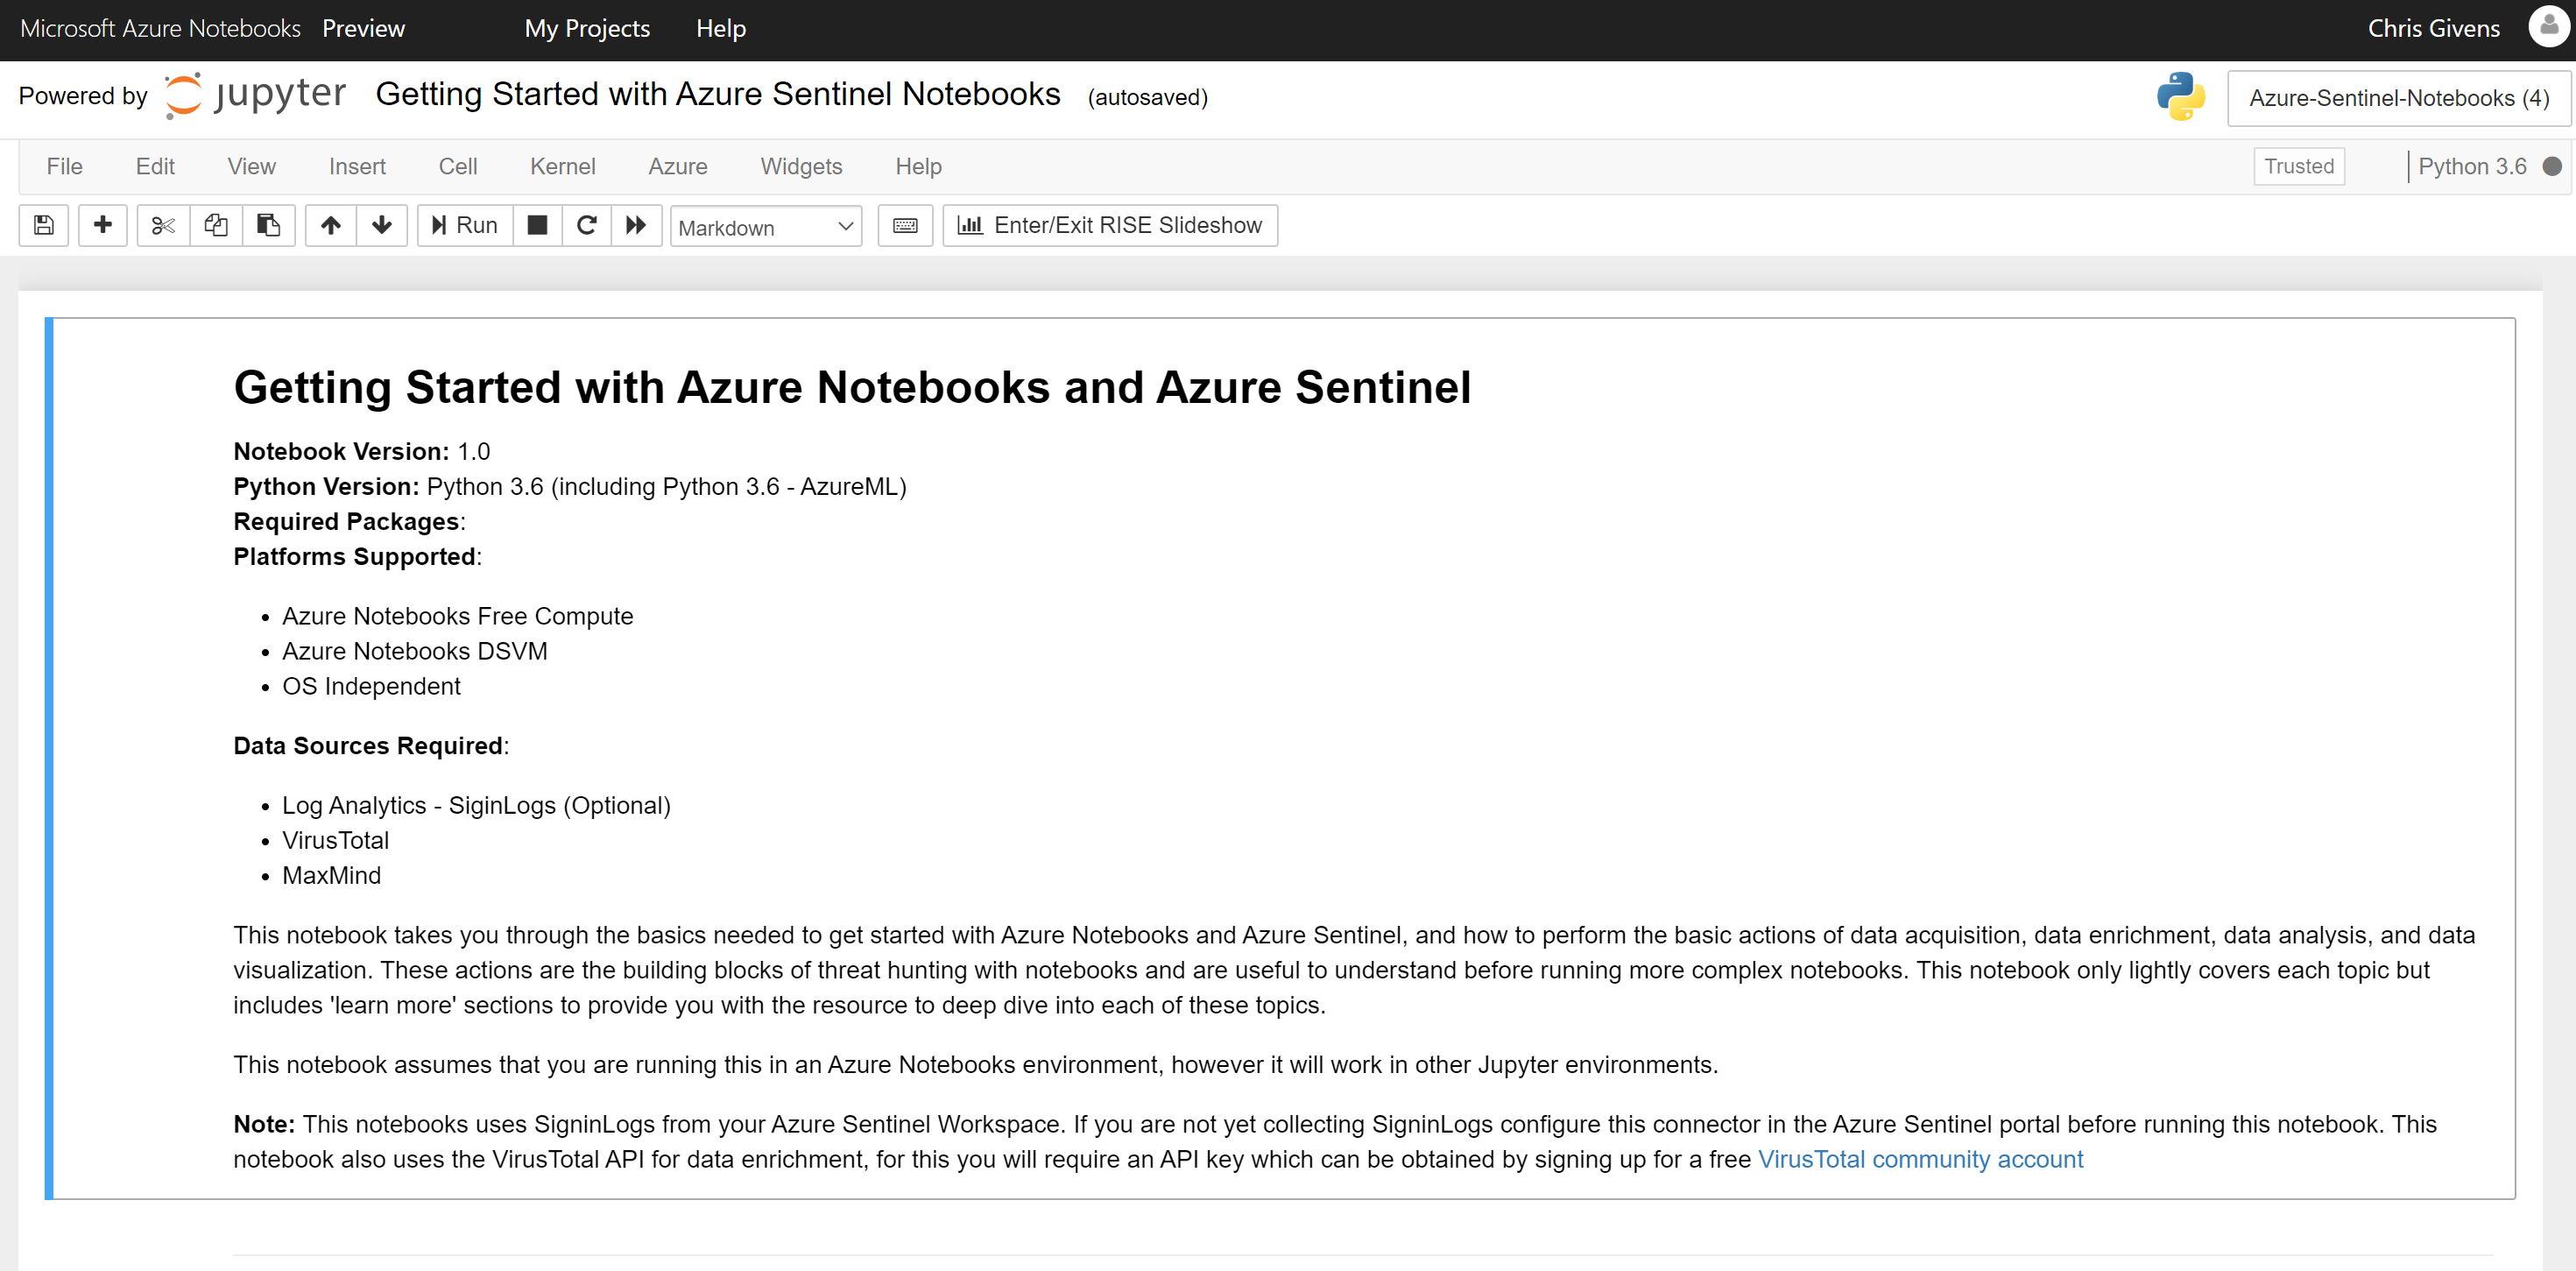 Microsoft Azure Notebooks Preview My Projects Help Chris Givens
Powered by jupyter Getting Started with Azure Sentinel Notebooks (autosaved) Azure-Sentinel-Notebooks (4)
File Edit View Insert Cell Kernel Azure Widgets Help Trusted Python 3.6
Run Markdown Enter/Exit RISE Slideshow
Getting Started with Azure Notebooks and Azure Sentinel
Notebook Version: 1.0
Python Version: Python 3.6 (including Python 3.6 - AzureML)
Required Packages:
Platforms Supported:
• Azure Notebooks Free Compute
• Azure Notebooks DSVM
• OS Independent
Data Sources Required:
• Log Analytics - SiginLogs (Optional)
• VirusTotal
• MaxMind
This notebook takes you through the basics needed to get started with Azure Notebooks and Azure Sentinel, and how to perform the basic actions of data acquisition, data enrichment, data analysis, and data
visualization. These actions are the building blocks of threat hunting with notebooks and are useful to understand before running more complex notebooks. This notebook only lightly covers each topic but
includes 'learn more' sections to provide you with the resource to deep dive into each of these topics.
This notebook assumes that you are running this in an Azure Notebooks environment, however it will work in other Jupyter environments.
Note: This notebooks uses SigninLogs from your Azure Sentinel Workspace. If you are not yet collecting SigninLogs configure this connector in the Azure Sentinel portal before running this notebook. This
notebook also uses the VirusTotal API for data enrichment, for this you will require an API key which can be obtained by signing up for a free VirusTotal community account